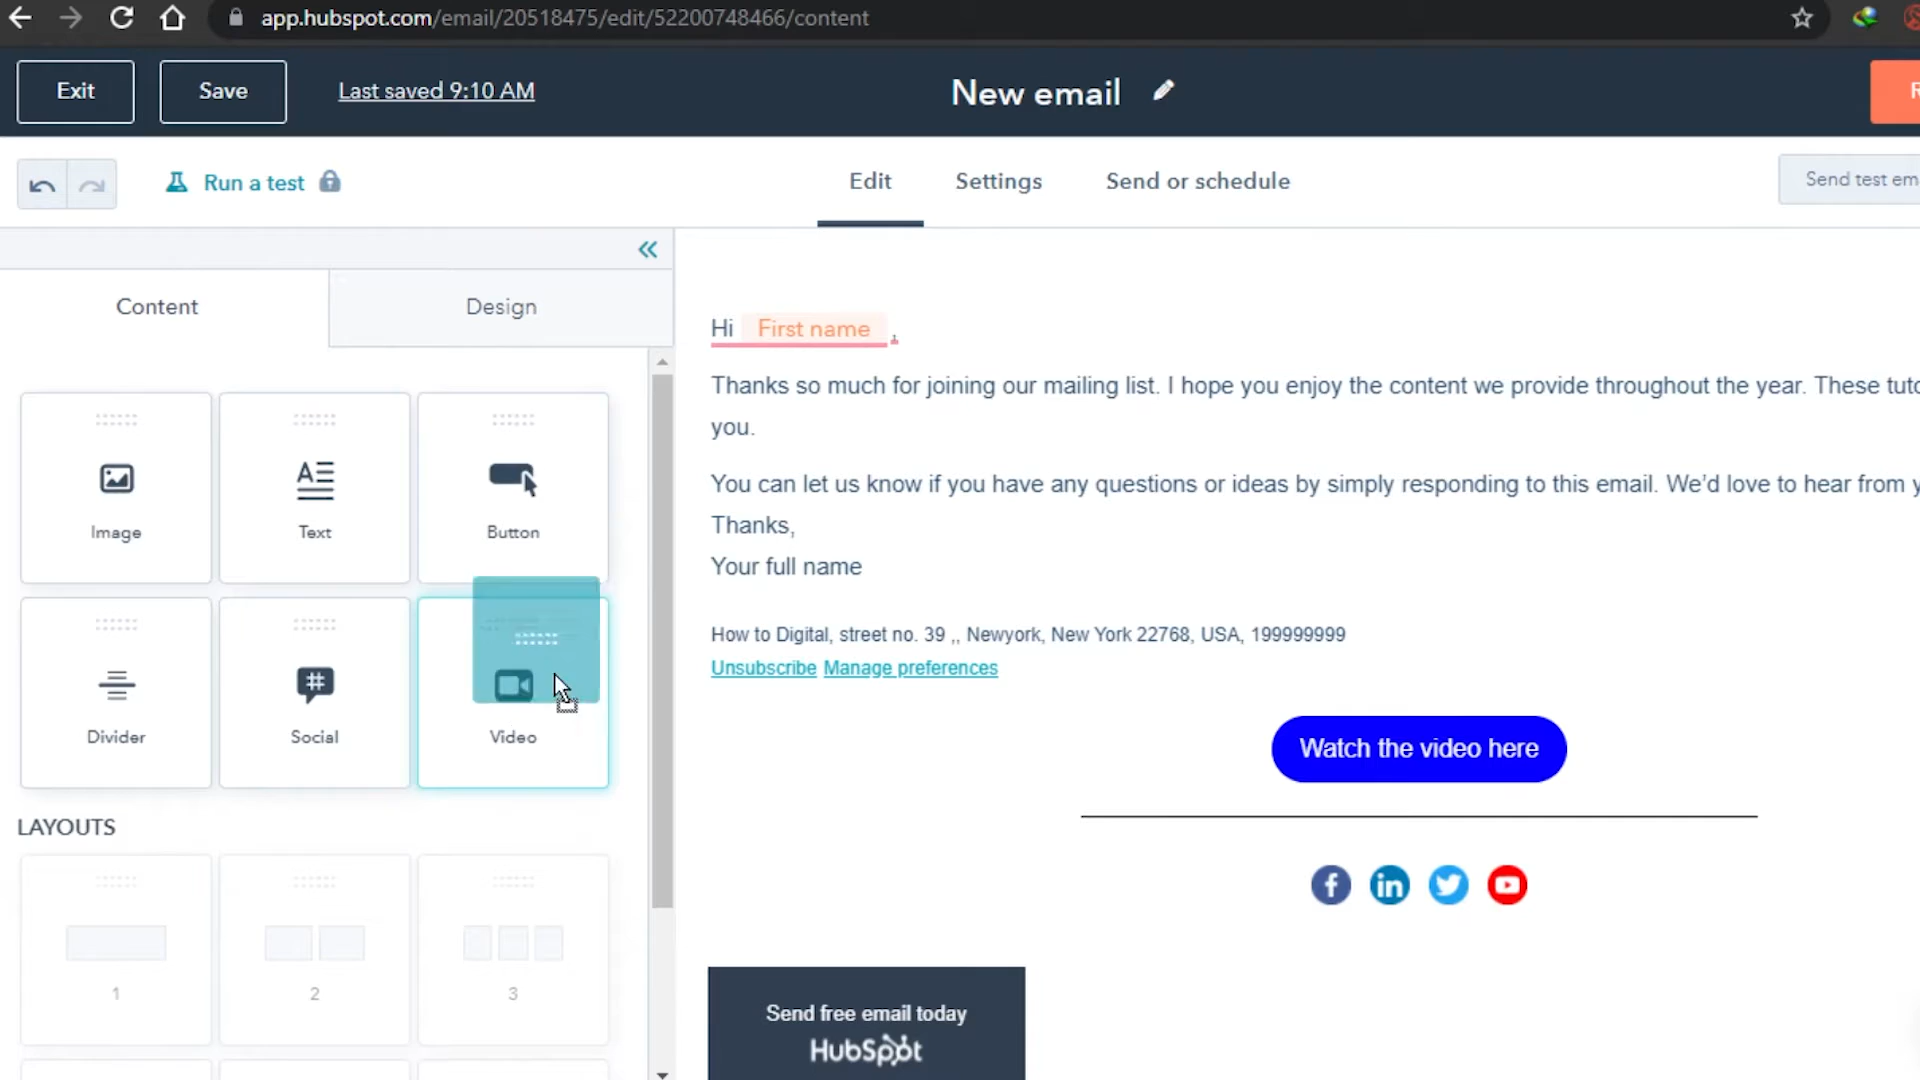 app.hubspot.com/email/20518475/edit/52200748466/content
Exit
Save
Last saved 9:10 AM
New email
R
Run a test
Edit
Settings
Send or schedule
Send test em
Content
Design
Image
Text
Button
Divider
Social
Video
LAYOUTS
1
2
3
Hi First name ,
Thanks so much for joining our mailing list. I hope you enjoy the content we provide throughout the year. These tuto
you.
You can let us know if you have any questions or ideas by simply responding to this email. We'd love to hear from y
Thanks,
Your full name
How to Digital, street no. 39 ,, Newyork, New York 22768, USA, 199999999
Unsubscribe Manage preferences
Watch the video here
Send free email today
HubSpot